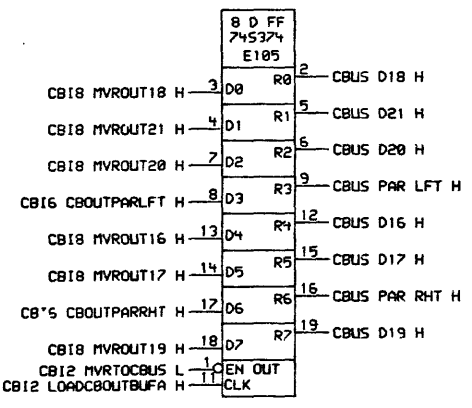 8 D FF
74S374
E105
CBI8 MVROUT18 H 3 D0 R0 2 CBUS D18 H
CBI8 MVROUT21 H 4 D1 R1 5 CBUS D21 H
CBI8 MVROUT20 H 7 D2 R2 6 CBUS D20 H
CBI6 CBOUTPARLFT H 8 D3 R3 9 CBUS PAR LFT H
CBI8 MVROUT16 H 13 D4 R4 12 CBUS D16 H
CBI8 MVROUT17 H 14 D5 R5 15 CBUS D17 H
CB*5 CBOUTPARRHT H 17 D6 R6 16 CBUS PAR RHT H
CBI8 MVROUT19 H 18 D7 R7 19 CBUS D19 H
CBI2 MVRTOCBUS L 1 EN OUT
CBI2 LOADCBOUTBUFA H 11 CLK